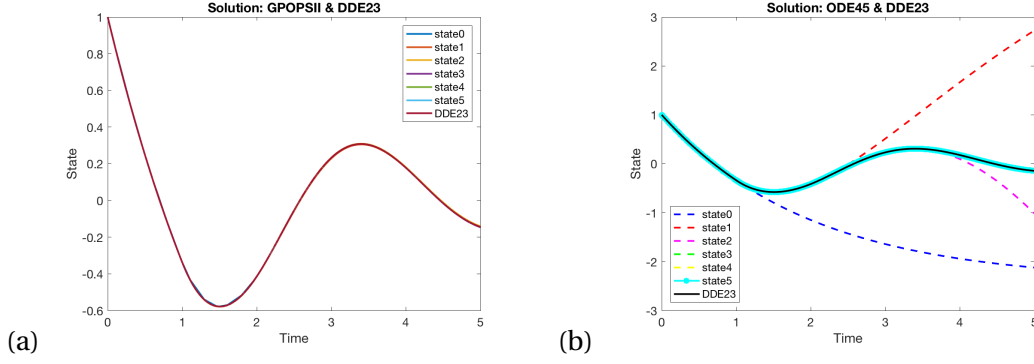 Solution: GPOPSII & DDE23
1
0.8
0.6
0.4
0.2
0
-0.2
-0.4
-0.6
State
state0
state1
state2
state3
state4
state5
DDE23
0 1 2 3 4 5
Time
(a)
Solution: ODE45 & DDE23
3
2
1
0
-1
-2
-3
State
state0
state1
state2
state3
state4
state5
DDE23
0 1 2 3 4 5
Time
(b)